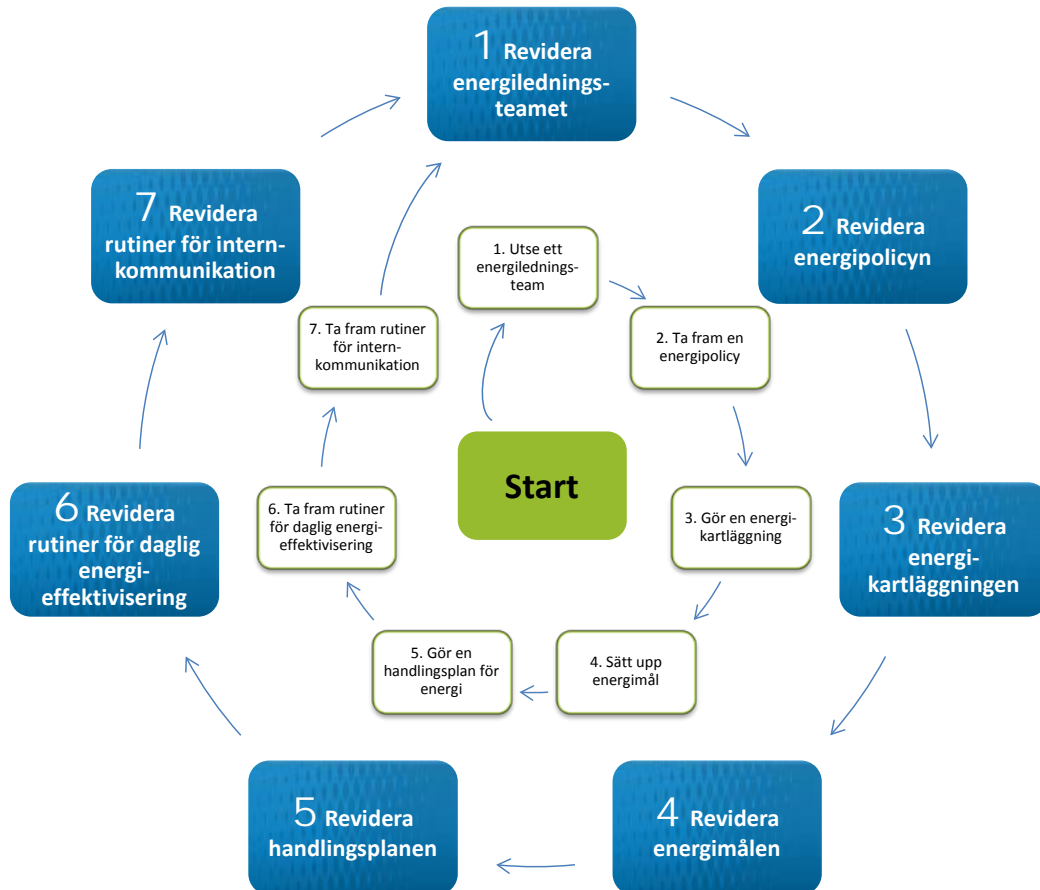 1 Revidera
energilednings-
teamet
2 Revidera
energipolicyn
3 Revidera
energi-
kartläggningen
4 Revidera
energimålen
5 Revidera
handlingsplanen
6 Revidera
rutiner för daglig
energi-
effektivisering
7 Revidera
rutiner för intern-
kommunikation
Start
1. Utse ett
energilednings-
team
2. Ta fram en
energipolicy
3. Gör en energi-
kartläggning
4. Sätt upp
energimål
5. Gör en
handlingsplan för
energi
6. Ta fram rutiner
för daglig energi-
effektivisering
7. Ta fram rutiner
för intern-
kommunikation